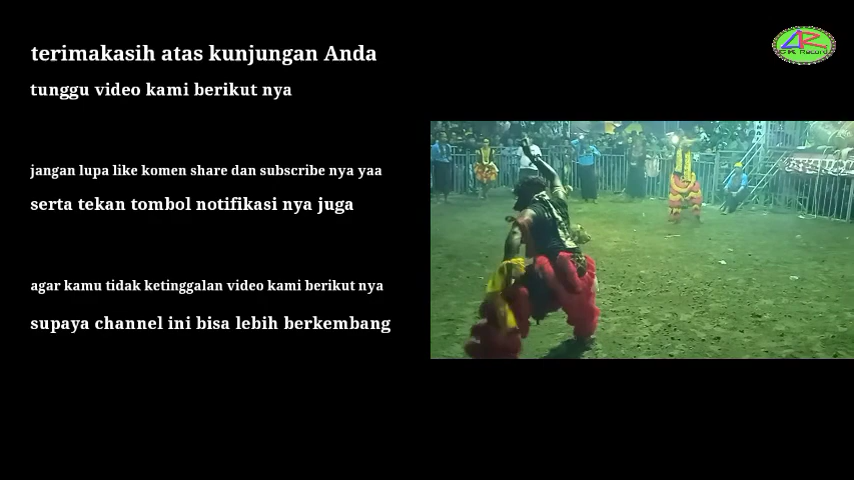 terimakasih atas kunjungan Anda
tunggu video kami berikut nya
jangan lupa like komen share dan subscribe nya yaa
serta tekan tombol notifikasi nya juga
agar kamu tidak ketinggalan video kami berikut nya
supaya channel ini bisa lebih berkembang
AR
Record